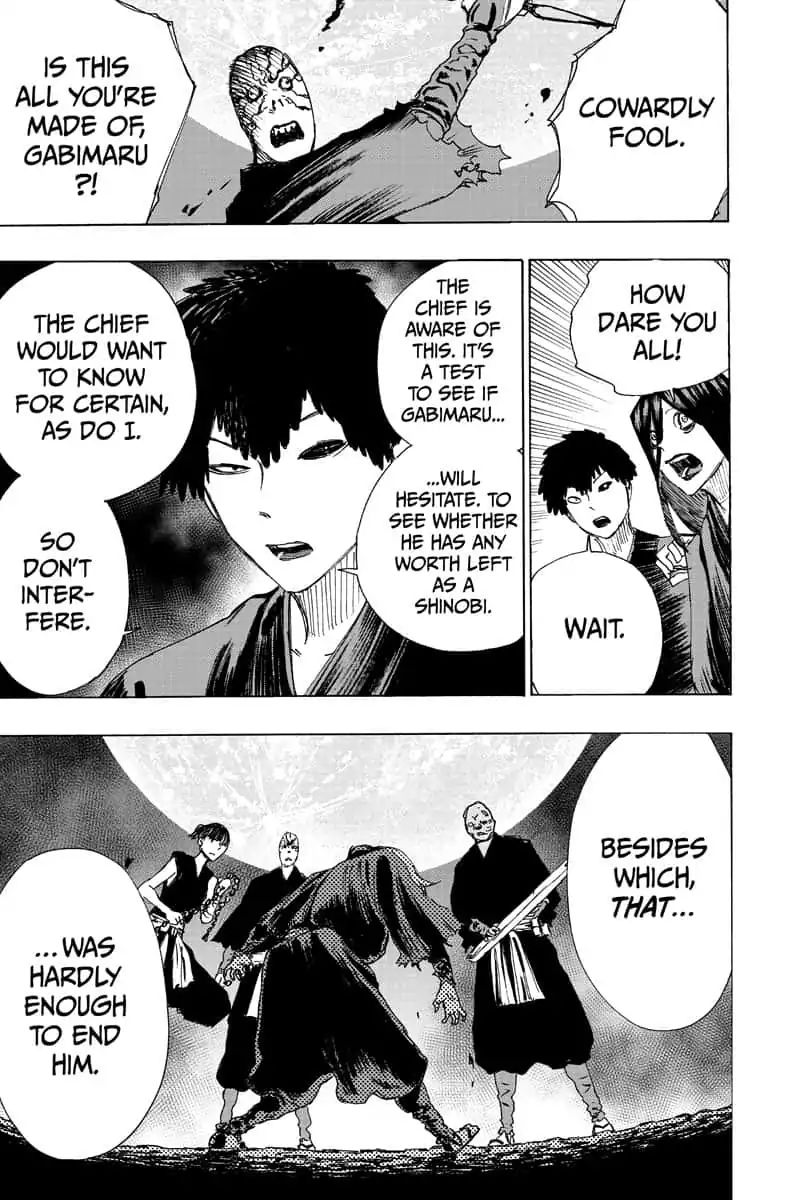 COWARDLY
FOOL.
IS THIS
ALL YOU'RE
MADE OF,
GABIMARU
?!
HOW
DARE YOU
ALL!
WAIT.
THE
CHIEF IS
AWARE OF
THIS. IT'S
A TEST
TO SEE IF
GABIMARU...
...WILL
HESITATE. TO
SEE WHETHER
HE HAS ANY
WORTH LEFT
AS A
SHINOBI.
THE CHIEF
WOULD WANT
TO KNOW
FOR CERTAIN,
AS DO I.
SO
DON'T
INTER-
FERE.
BESIDES
WHICH,
THAT...
...WAS
HARDLY
ENOUGH
TO END
HIM.